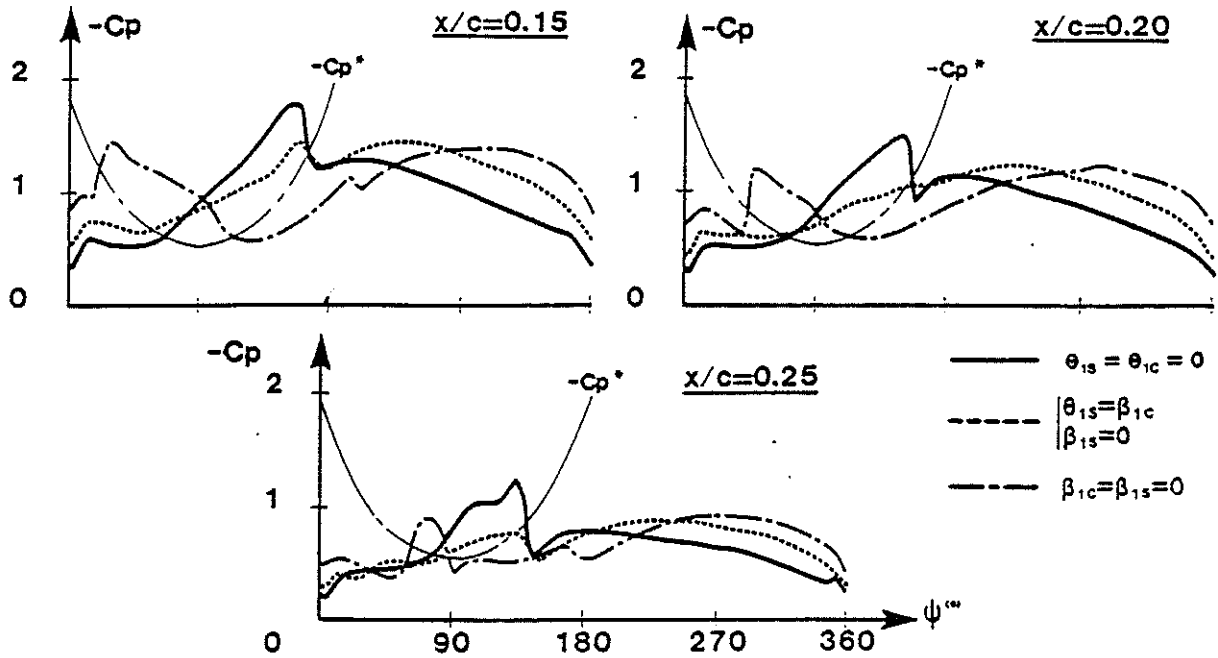 -Cp
x/c=0.15
-Cp*
2
1
0
-Cp
x/c=0.20
-Cp*
2
1
0
-Cp
x/c=0.25
-Cp*
2
1
0 90 180 270 360 ψ(°)
θ1S = θ1C = 0
θ1S=β1C
β1S=0
β1C=β1S=0